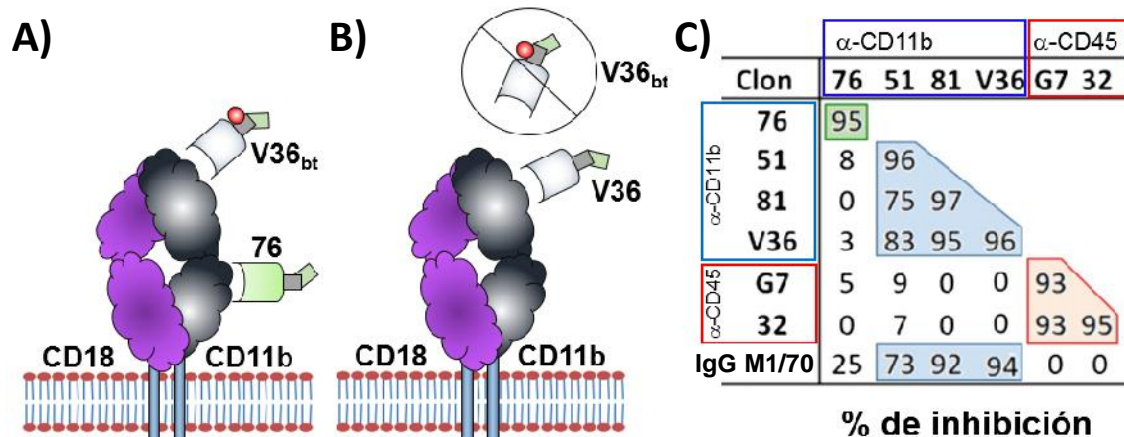 A)
V36bt
76
CD18
CD11b
B)
V36bt
V36
CD18
CD11b
C)
α-CD11b α-CD45
Clon 76 51 81 V36 G7 32
α-CD11b
76 95
51 8 96
81 0 75 97
V36 3 83 95 96
α-CD45
G7 5 9 0 0 93
32 0 7 0 0 93 95
IgG M1/70 25 73 92 94 0 0
% de inhibición